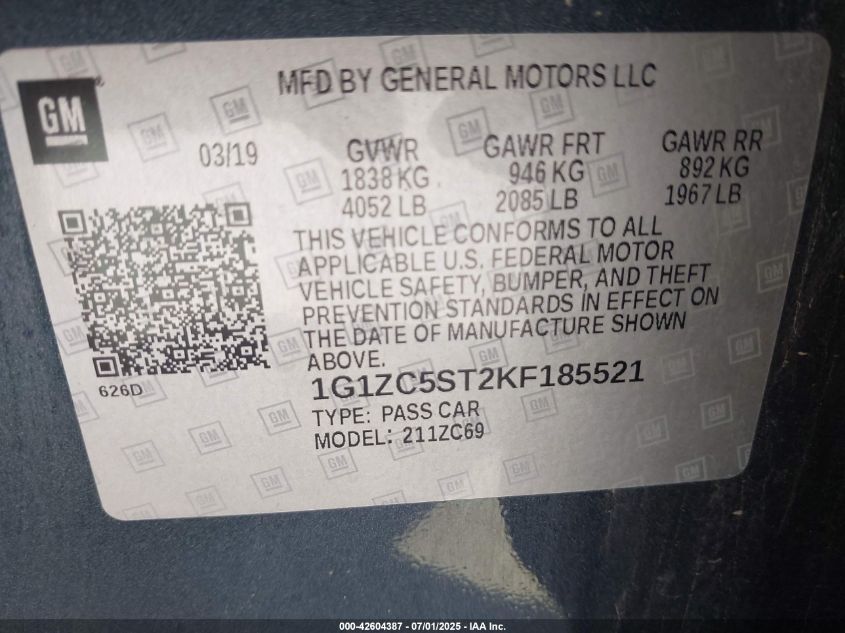 MFD BY GENERAL MOTORS LLC
GM
03/19
GVWR
1838 KG
4052 LB
GAWR FRT
946 KG
2085 LB
GAWR RR
892 KG
1967 LB
THIS VEHICLE CONFORMS TO ALL
APPLICABLE U.S. FEDERAL MOTOR
VEHICLE SAFETY, BUMPER, AND THEFT
PREVENTION STANDARDS IN EFFECT ON
THE DATE OF MANUFACTURE SHOWN
ABOVE.
626D
1G1ZC5ST2KF185521
TYPE: PASS CAR
MODEL: 211ZC69
000-42604387 - 07/01/2025 - IAA Inc.